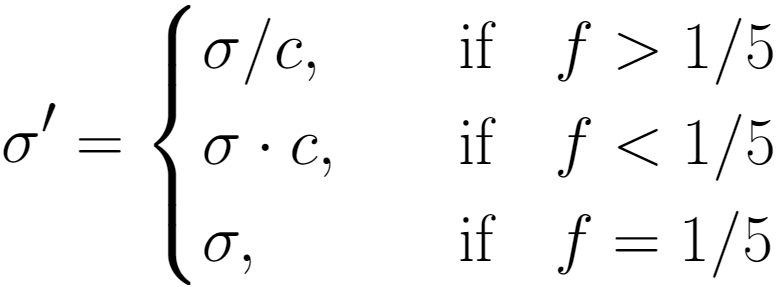 σ/c, if f > 1/5
σ′ = { σ · c, if f < 1/5
σ, if f = 1/5